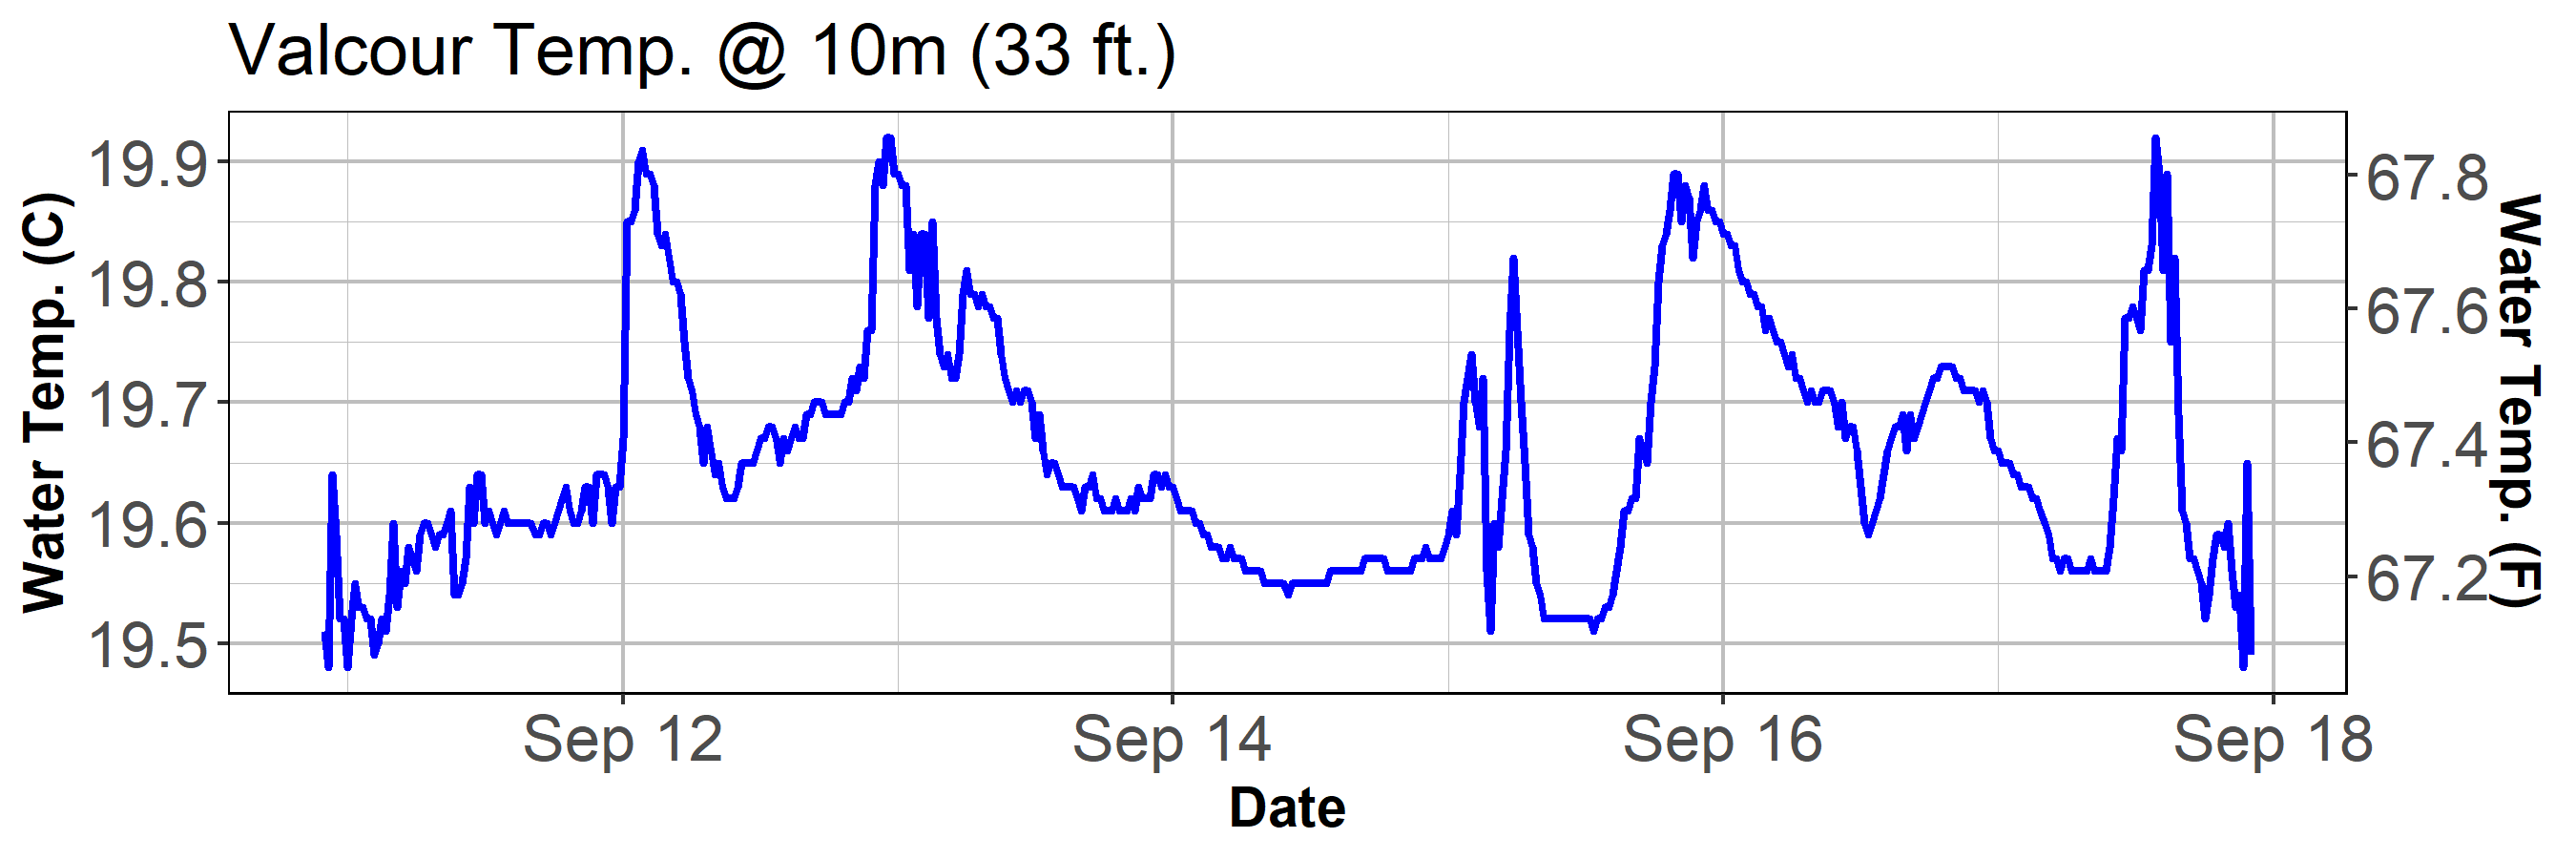 Valcour Temp. @ 10m (33 ft.)
Water Temp. (C)
19.9
19.8
19.7
19.6
19.5
67.8
67.6
67.4
67.2
Water Temp. (F)
Sep 12
Sep 14
Sep 16
Sep 18
Date